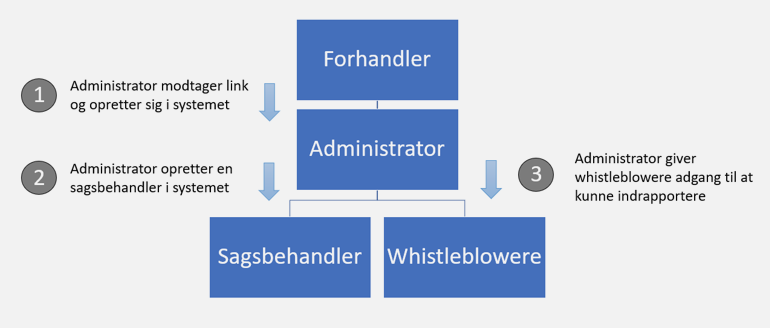 Forhandler
1
Administrator modtager link
og opretter sig i systemet
Administrator
2
Administrator opretter en
sagsbehandler i systemet
3
Administrator giver
whistleblowere adgang til at
kunne indrapportere
Sagsbehandler
Whistleblowere